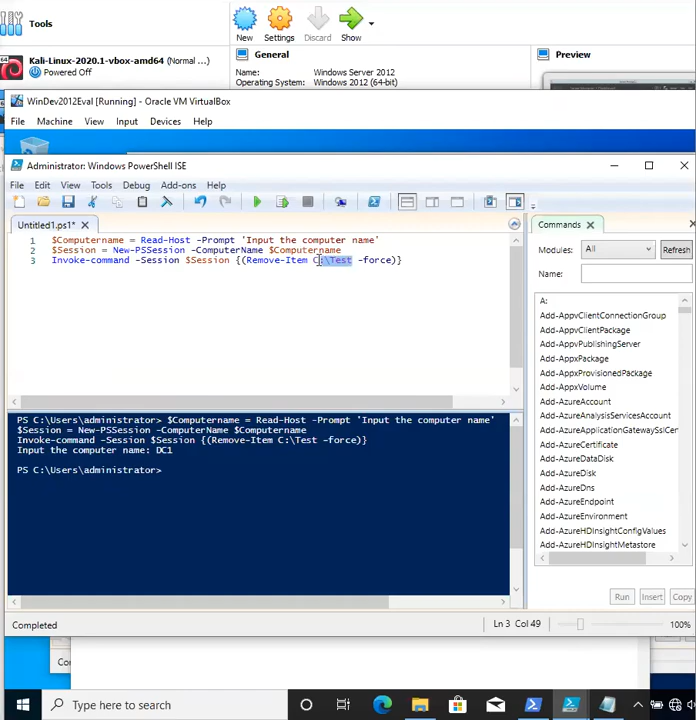 Tools
New
Settings
Discard
Show
Kali-Linux-2020.1-vbox-amd64 (Normal ...)
Powered Off
General
Name: Windows Server 2012
Operating System: Windows 2012 (64-bit)
Preview
WinDev2012Eval [Running] - Oracle VM VirtualBox
File Machine View Input Devices Help
Administrator: Windows PowerShell ISE
File Edit View Tools Debug Add-ons Help
Untitled1.ps1*
1 $Computername = Read-Host -Prompt 'Input the computer name'
2 $Session = New-PSSession -ComputerName $Computername
3 Invoke-command -Session $Session {(Remove-Item C:\Test -force)}
PS C:\Users\administrator> $Computername = Read-Host -Prompt 'Input the computer name'
$Session = New-PSSession -ComputerName $Computername
Invoke-command -Session $Session {(Remove-Item C:\Test -force)}
Input the computer name: DC1
PS C:\Users\administrator>
Commands
Modules: All Refresh
Name:
A:
Add-AppvClientConnectionGroup
Add-AppvClientPackage
Add-AppvPublishingServer
Add-AppxPackage
Add-AppxProvisionedPackage
Add-AppxVolume
Add-AzureAccount
Add-AzureAnalysisServicesAccount
Add-AzureApplicationGatewaySslCer
Add-AzureCertificate
Add-AzureDataDisk
Add-AzureDisk
Add-AzureDns
Add-AzureEndpoint
Add-AzureEnvironment
Add-AzureHDInsightConfigValues
Add-AzureHDInsightMetastore
Run Insert Copy
Completed
Ln 3 Col 49
100%
Co
Type here to search